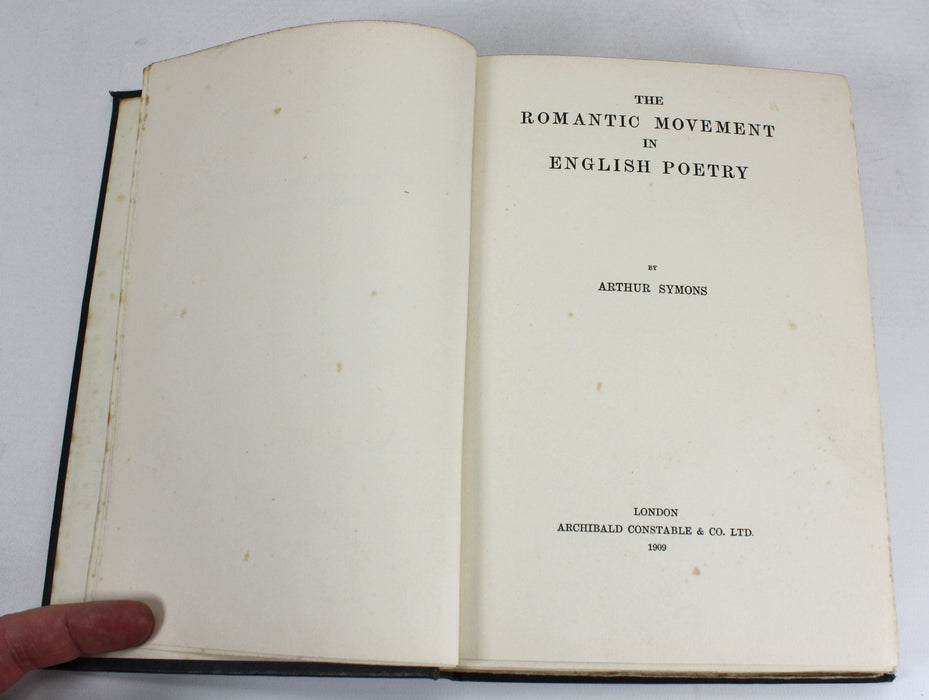 THE
ROMANTIC MOVEMENT
IN
ENGLISH POETRY
BY
ARTHUR SYMONS
LONDON
ARCHIBALD CONSTABLE & CO. LTD.
1909